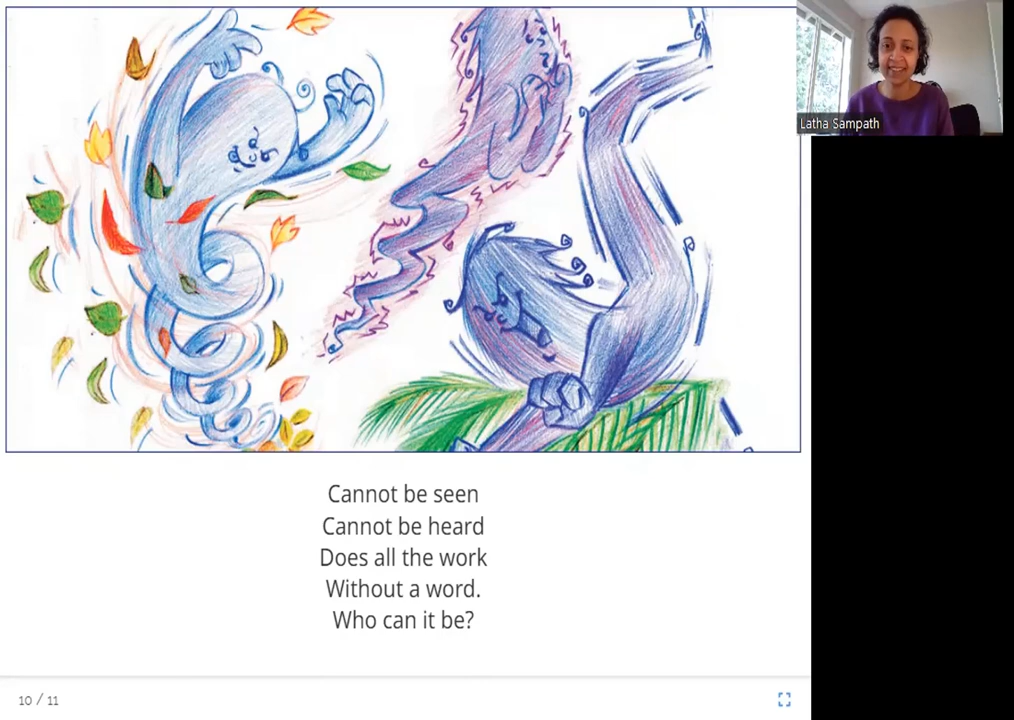 Latha Sampath
Cannot be seen
Cannot be heard
Does all the work
Without a word.
Who can it be?
10 / 11